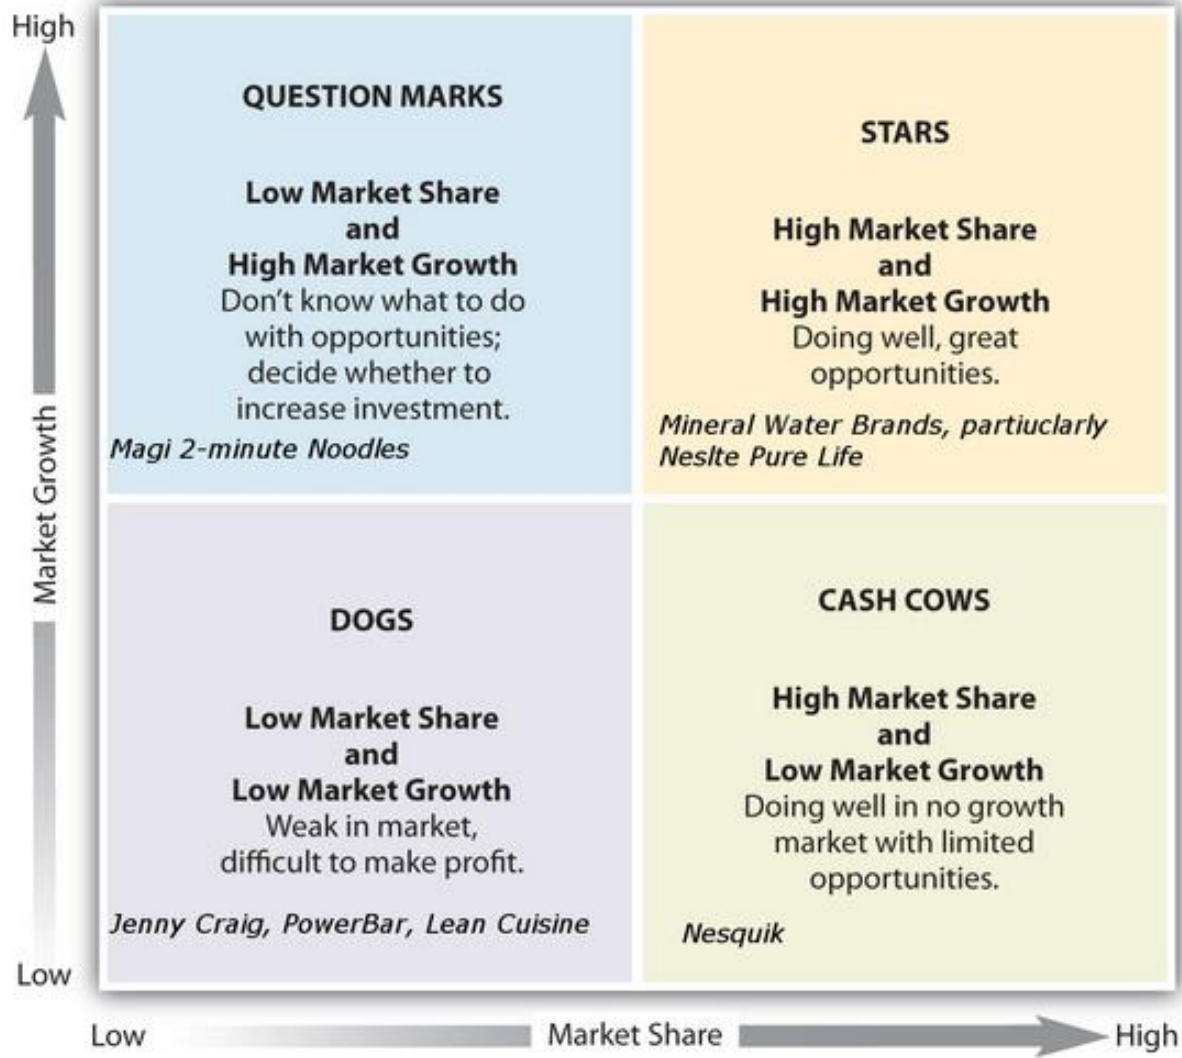 High
QUESTION MARKS
Low Market Share
and
High Market Growth
Don't know what to do
with opportunities;
decide whether to
increase investment.
Magi 2-minute Noodles
STARS
High Market Share
and
High Market Growth
Doing well, great
opportunities.
Mineral Water Brands, partiuclarly
Neslte Pure Life
Market Growth
DOGS
Low Market Share
and
Low Market Growth
Weak in market,
difficult to make profit.
Jenny Craig, PowerBar, Lean Cuisine
CASH COWS
High Market Share
and
Low Market Growth
Doing well in no growth
market with limited
opportunities.
Nesquik
Low
Low
Market Share
High